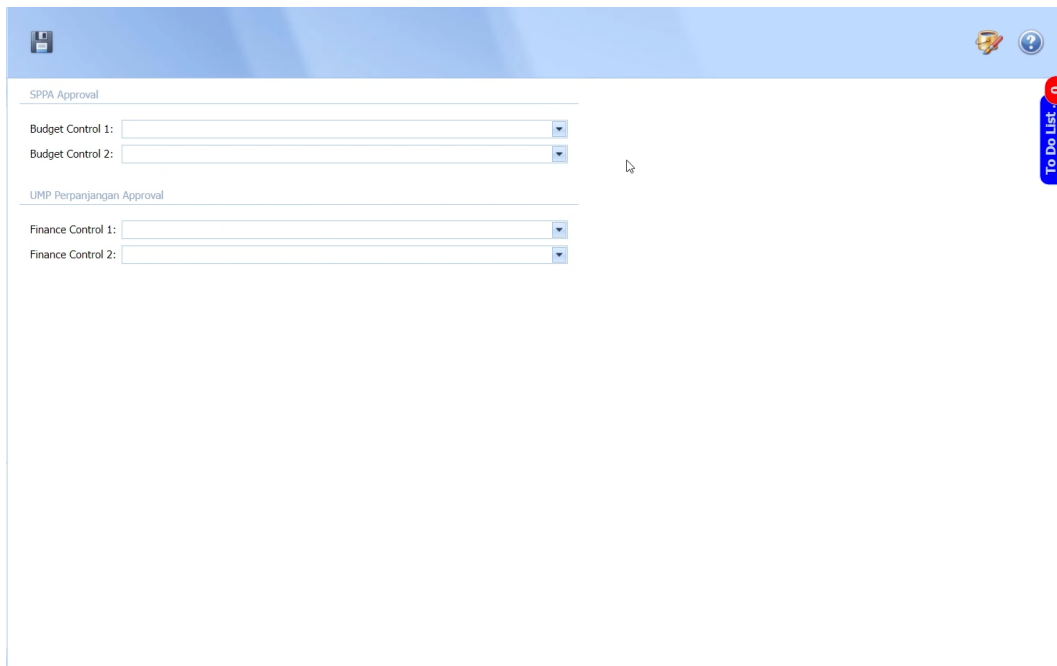 SPPA Approval
Budget Control 1:
Budget Control 2:
To Do List .
UMP Perpanjangan Approval
Finance Control 1:
Finance Control 2: